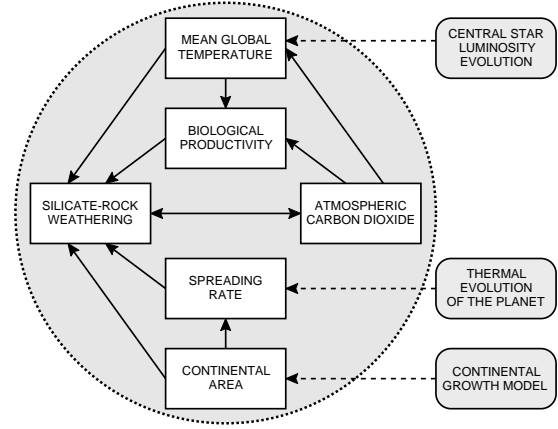 MEAN GLOBAL
TEMPERATURE
CENTRAL STAR
LUMINOSITY
EVOLUTION
BIOLOGICAL
PRODUCTIVITY
SILICATE-ROCK
WEATHERING
ATMOSPHERIC
CARBON DIOXIDE
SPREADING
RATE
THERMAL
EVOLUTION
OF THE PLANET
CONTINENTAL
AREA
CONTINENTAL
GROWTH MODEL